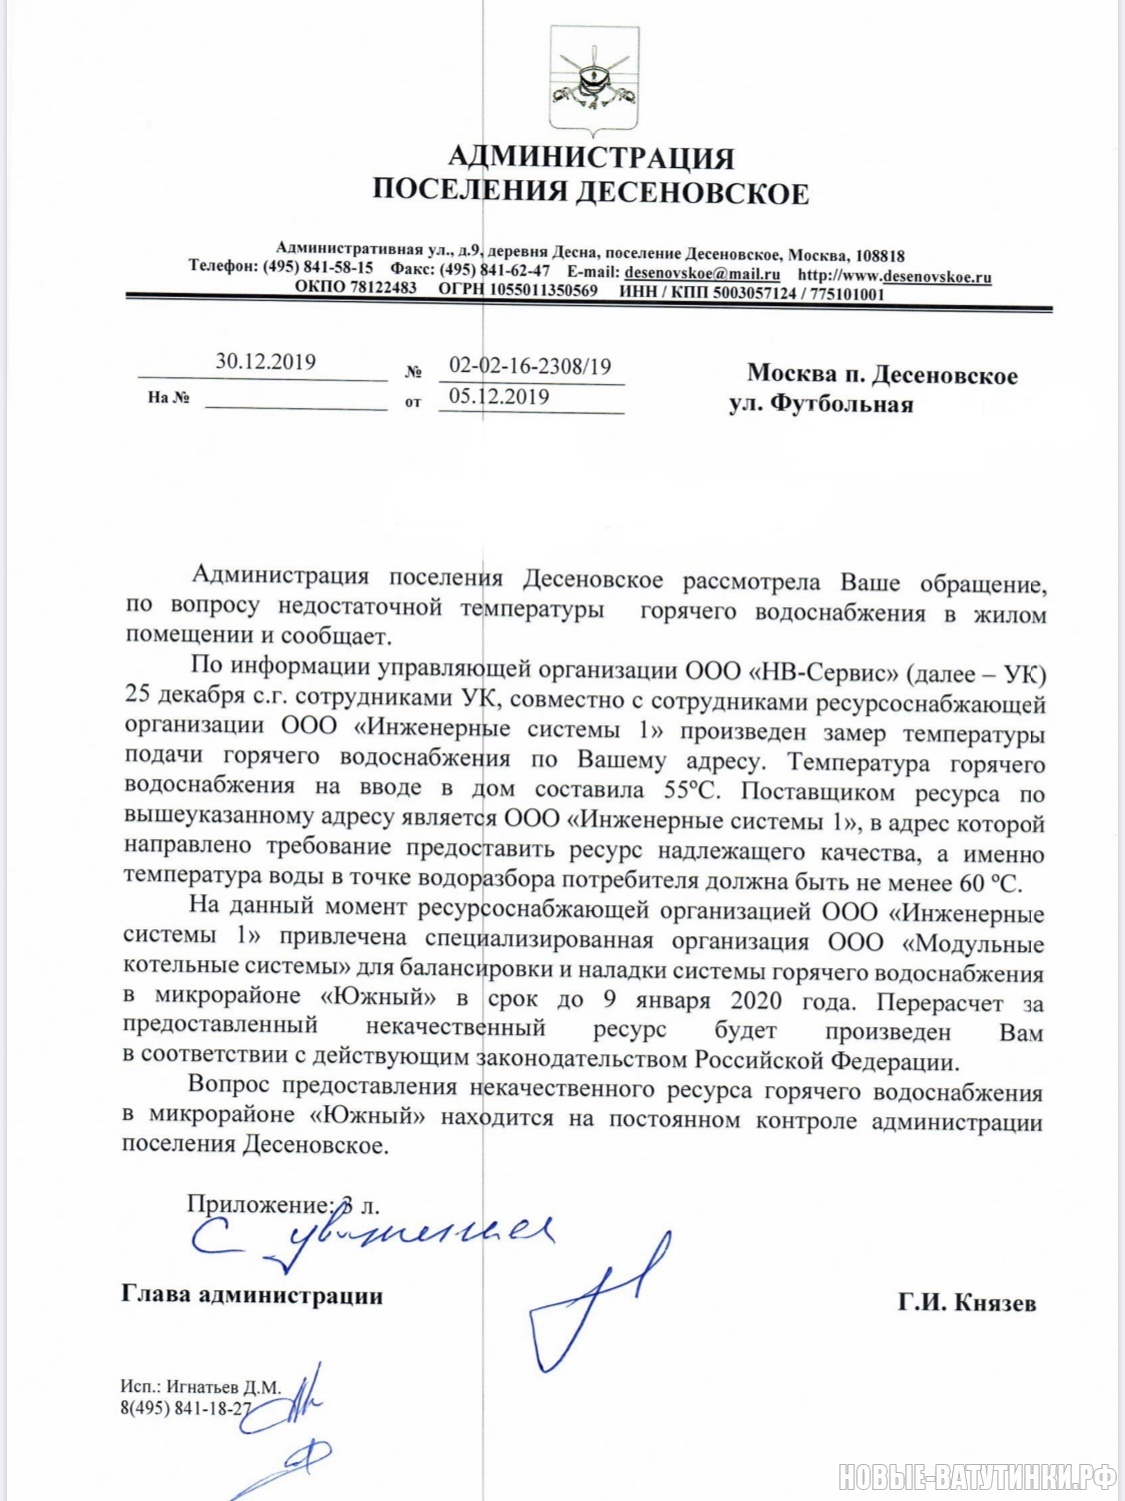 АДМИНИСТРАЦИЯ
ПОСЕЛЕНИЯ ДЕСЕНОВСКОЕ
Административная ул., д.9, деревня Десна, поселение Десеновское, Москва, 108818
Телефон: (495) 841-58-15 Факс: (495) 841-62-47 E-mail: desenovskoe@mail.ru http://www.desenovskoe.ru
ОКПО 78122483 ОГРН 1055011350569 ИНН / КПП 5003057124 / 775101001
30.12.2019 № 02-02-16-2308/19
На № от 05.12.2019
Москва п. Десеновское
ул. Футбольная
Администрация поселения Десеновское рассмотрела Ваше обращение,
по вопросу недостаточной температуры горячего водоснабжения в жилом
помещении и сообщает.
По информации управляющей организации ООО «НВ-Сервис» (далее – УК)
25 декабря с.г. сотрудниками УК, совместно с сотрудниками ресурсоснабжающей
организации ООО «Инженерные системы 1» произведен замер температуры
подачи горячего водоснабжения по Вашему адресу. Температура горячего
водоснабжения на вводе в дом составила 55ºС. Поставщиком ресурса по
вышеуказанному адресу является ООО «Инженерные системы 1», в адрес которой
направлено требование предоставить ресурс надлежащего качества, а именно
температура воды в точке водоразбора потребителя должна быть не менее 60 ºС.
На данный момент ресурсоснабжающей организацией ООО «Инженерные
системы 1» привлечена специализированная организация ООО «Модульные
котельные системы» для балансировки и наладки системы горячего водоснабжения
в микрорайоне «Южный» в срок до 9 января 2020 года. Перерасчет за
предоставленный некачественный ресурс будет произведен Вам
в соответствии с действующим законодательством Российской Федерации.
Вопрос предоставления некачественного ресурса горячего водоснабжения
в микрорайоне «Южный» находится на постоянном контроле администрации
поселения Десеновское.
Приложение: 3 л.
С уважением
Глава администрации Г.И. Князев
Исп.: Игнатьев Д.М.
8(495) 841-18-27
НОВЫЕ-ВАТУТИНКИ.РФ